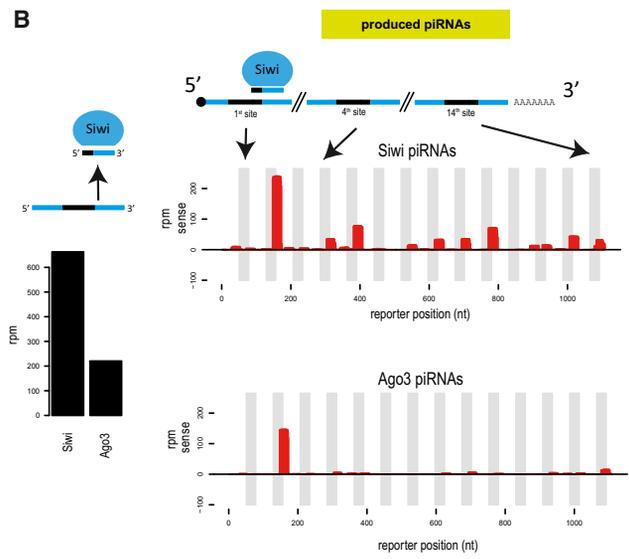 B
produced piRNAs
Siwi
5’ 3’
1st site 4th site 14th site
AAAAAAA
Siwi
5’ 3’
5’ 3’
Siwi piRNAs
rpm
sense
200
100
0
−100
0 200 400 600 800 1000
reporter position (nt)
rpm
600
500
400
300
200
100
0
Siwi Ago3
Ago3 piRNAs
rpm
sense
200
100
0
−100
0 200 400 600 800 1000
reporter position (nt)